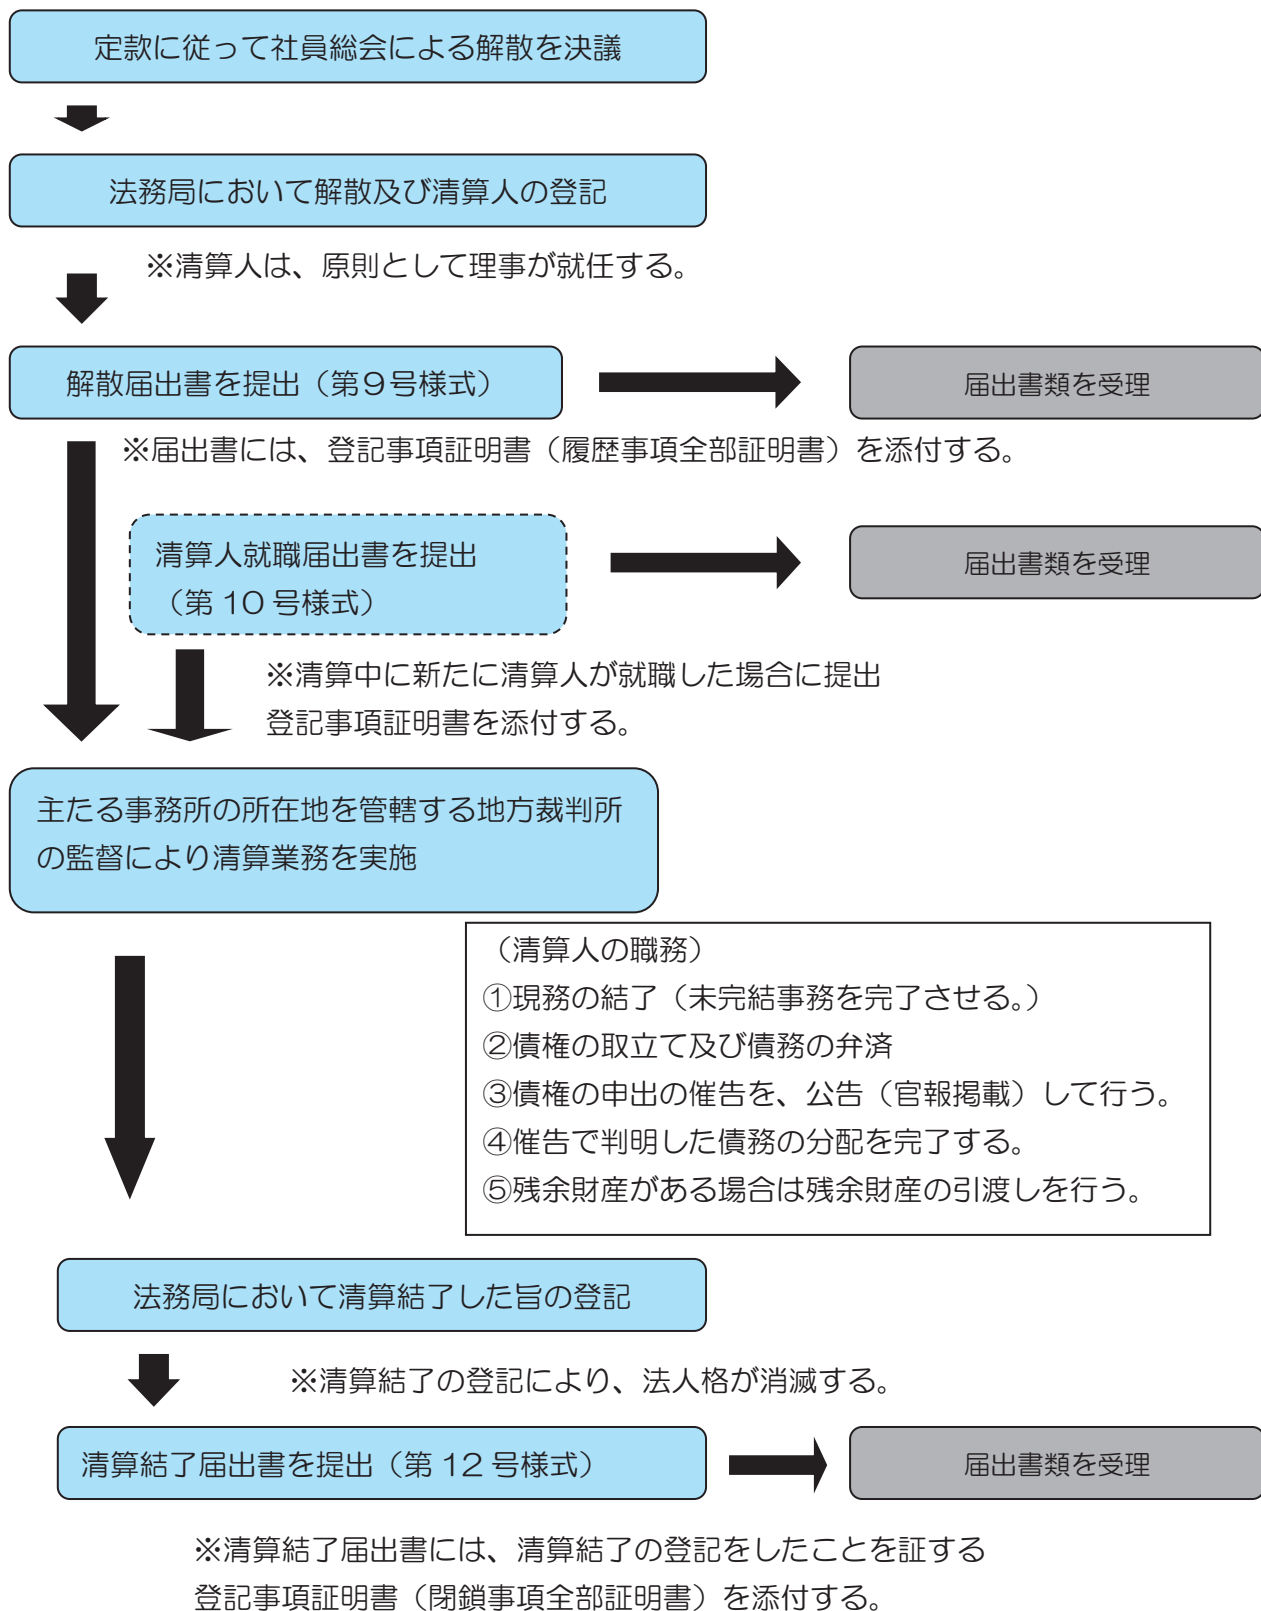 定款に従って社員総会による解散を決議
法務局において解散及び清算人の登記
※清算人は、原則として理事が就任する。
解散届出書を提出（第９号様式）
届出書類を受理
※届出書には、登記事項証明書（履歴事項全部証明書）を添付する。
清算人就職届出書を提出
（第 10 号様式）
届出書類を受理
※清算中に新たに清算人が就職した場合に提出
登記事項証明書を添付する。
主たる事務所の所在地を管轄する地方裁判所
の監督により清算業務を実施
（清算人の職務）
①現務の結了（未完結事務を完了させる。）
②債権の取立て及び債務の弁済
③債権の申出の催告を、公告（官報掲載）して行う。
④催告で判明した債務の分配を完了する。
⑤残余財産がある場合は残余財産の引渡しを行う。
法務局において清算結了した旨の登記
※清算結了の登記により、法人格が消滅する。
清算結了届出書を提出（第 12 号様式）
届出書類を受理
※清算結了届出書には、清算結了の登記をしたことを証する
登記事項証明書（閉鎖事項全部証明書）を添付する。